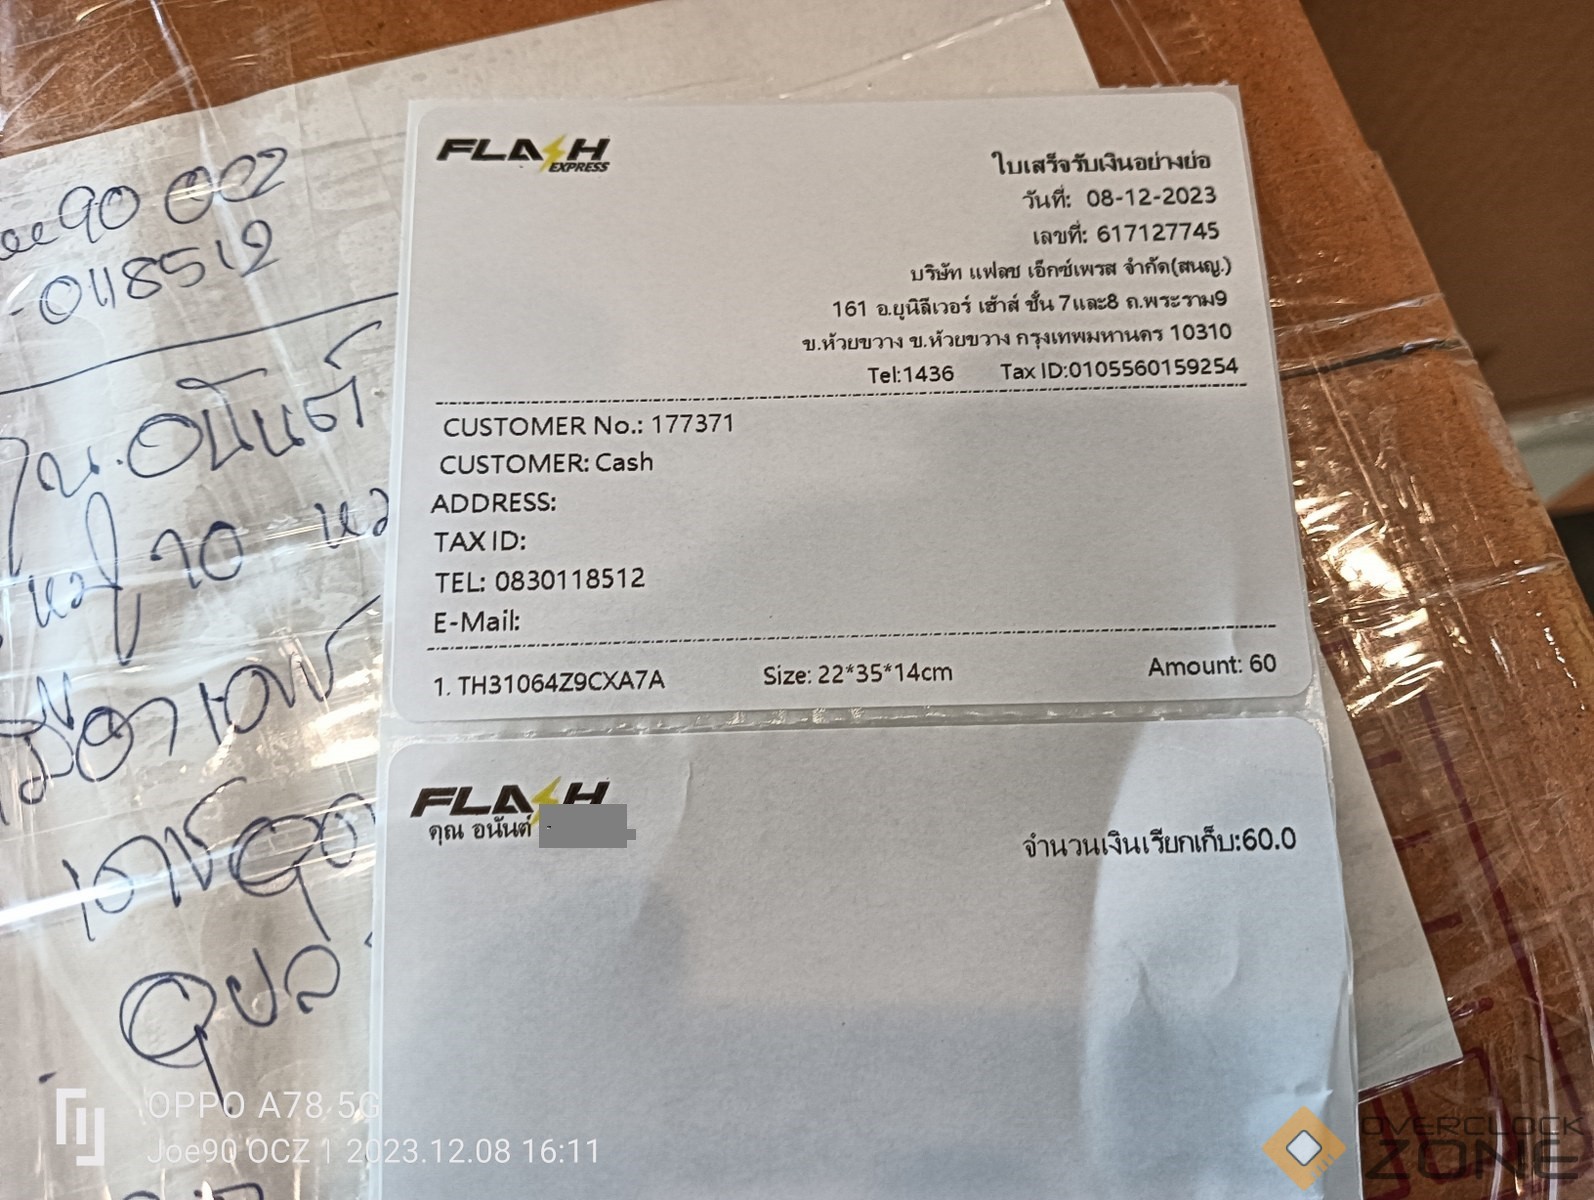 90 002
-0118512
อนันต์
หมู่ 10
FLASH
EXPRESS
ใบเสร็จรับเงินอย่างย่อ
วันที่: 08-12-2023
เลขที่: 617127745
บริษัท แฟลช เอ็กซ์เพรส จำกัด(สนญ.)
161 อ.ยูนิลีเวอร์ เฮ้าส์ ชั้น 7และ8 ถ.พระราม9
ข.ห้วยขวาง ข.ห้วยขวาง กรุงเทพมหานคร 10310
Tel:1436 Tax ID:0105560159254
CUSTOMER No.: 177371
CUSTOMER: Cash
ADDRESS:
TAX ID:
TEL: 0830118512
E-Mail:
1. TH31064Z9CXA7A Size: 22*35*14cm Amount: 60
FLASH
คุณ อนันต์
จำนวนเงินเรียกเก็บ:60.0
OPPO A78 5G
Joe90 OCZ 1 2023.12.08 16:11
OVERCLOCK
ZONE